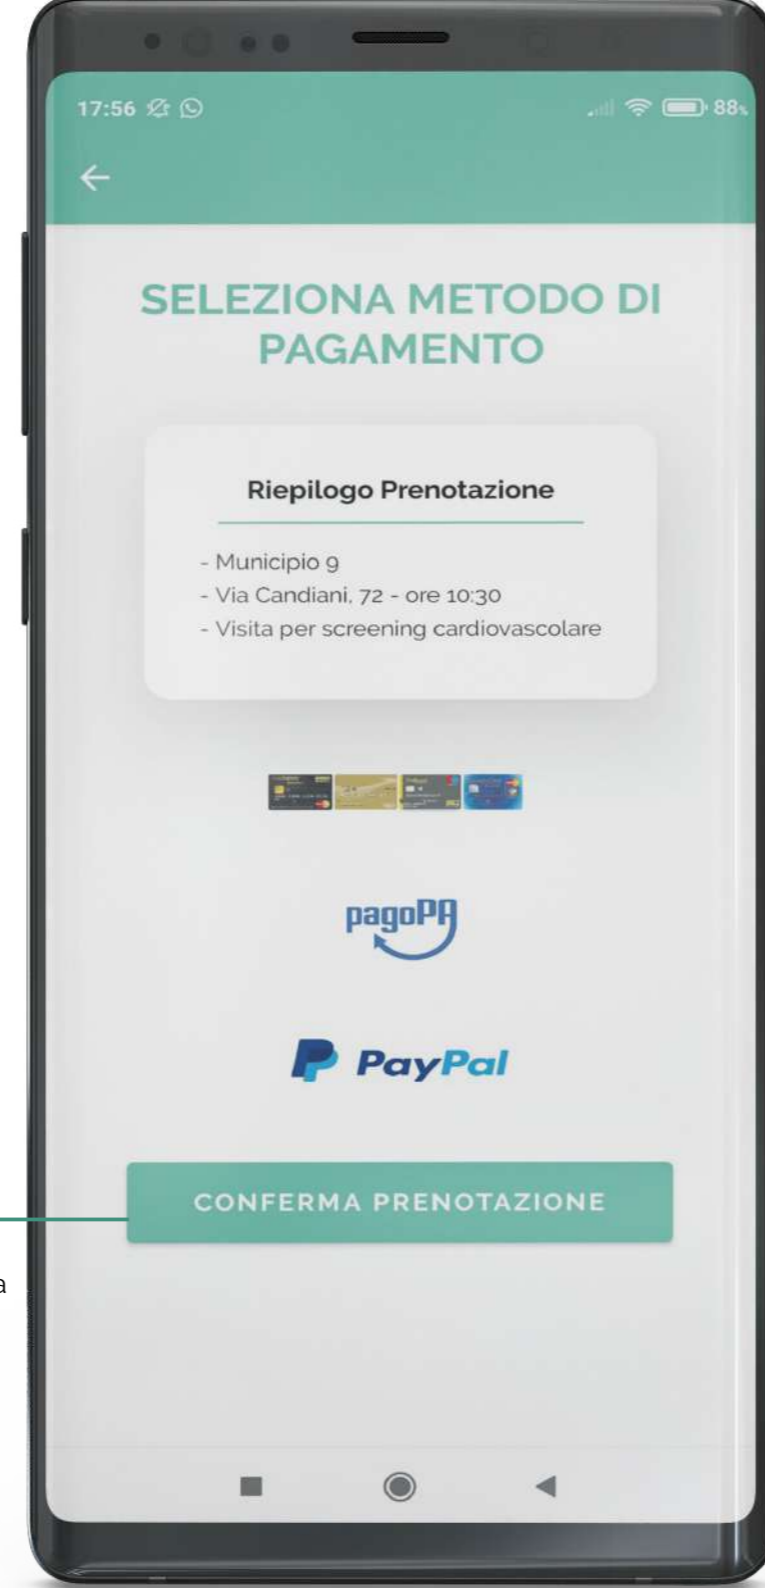 17:56
88%
SELEZIONA METODO DI
PAGAMENTO
Riepilogo Prenotazione
- Municipio 9
- Via Candiani, 72 - ore 10:30
- Visita per screening cardiovascolare
pagoPA
PayPal
CONFERMA PRENOTAZIONE
a